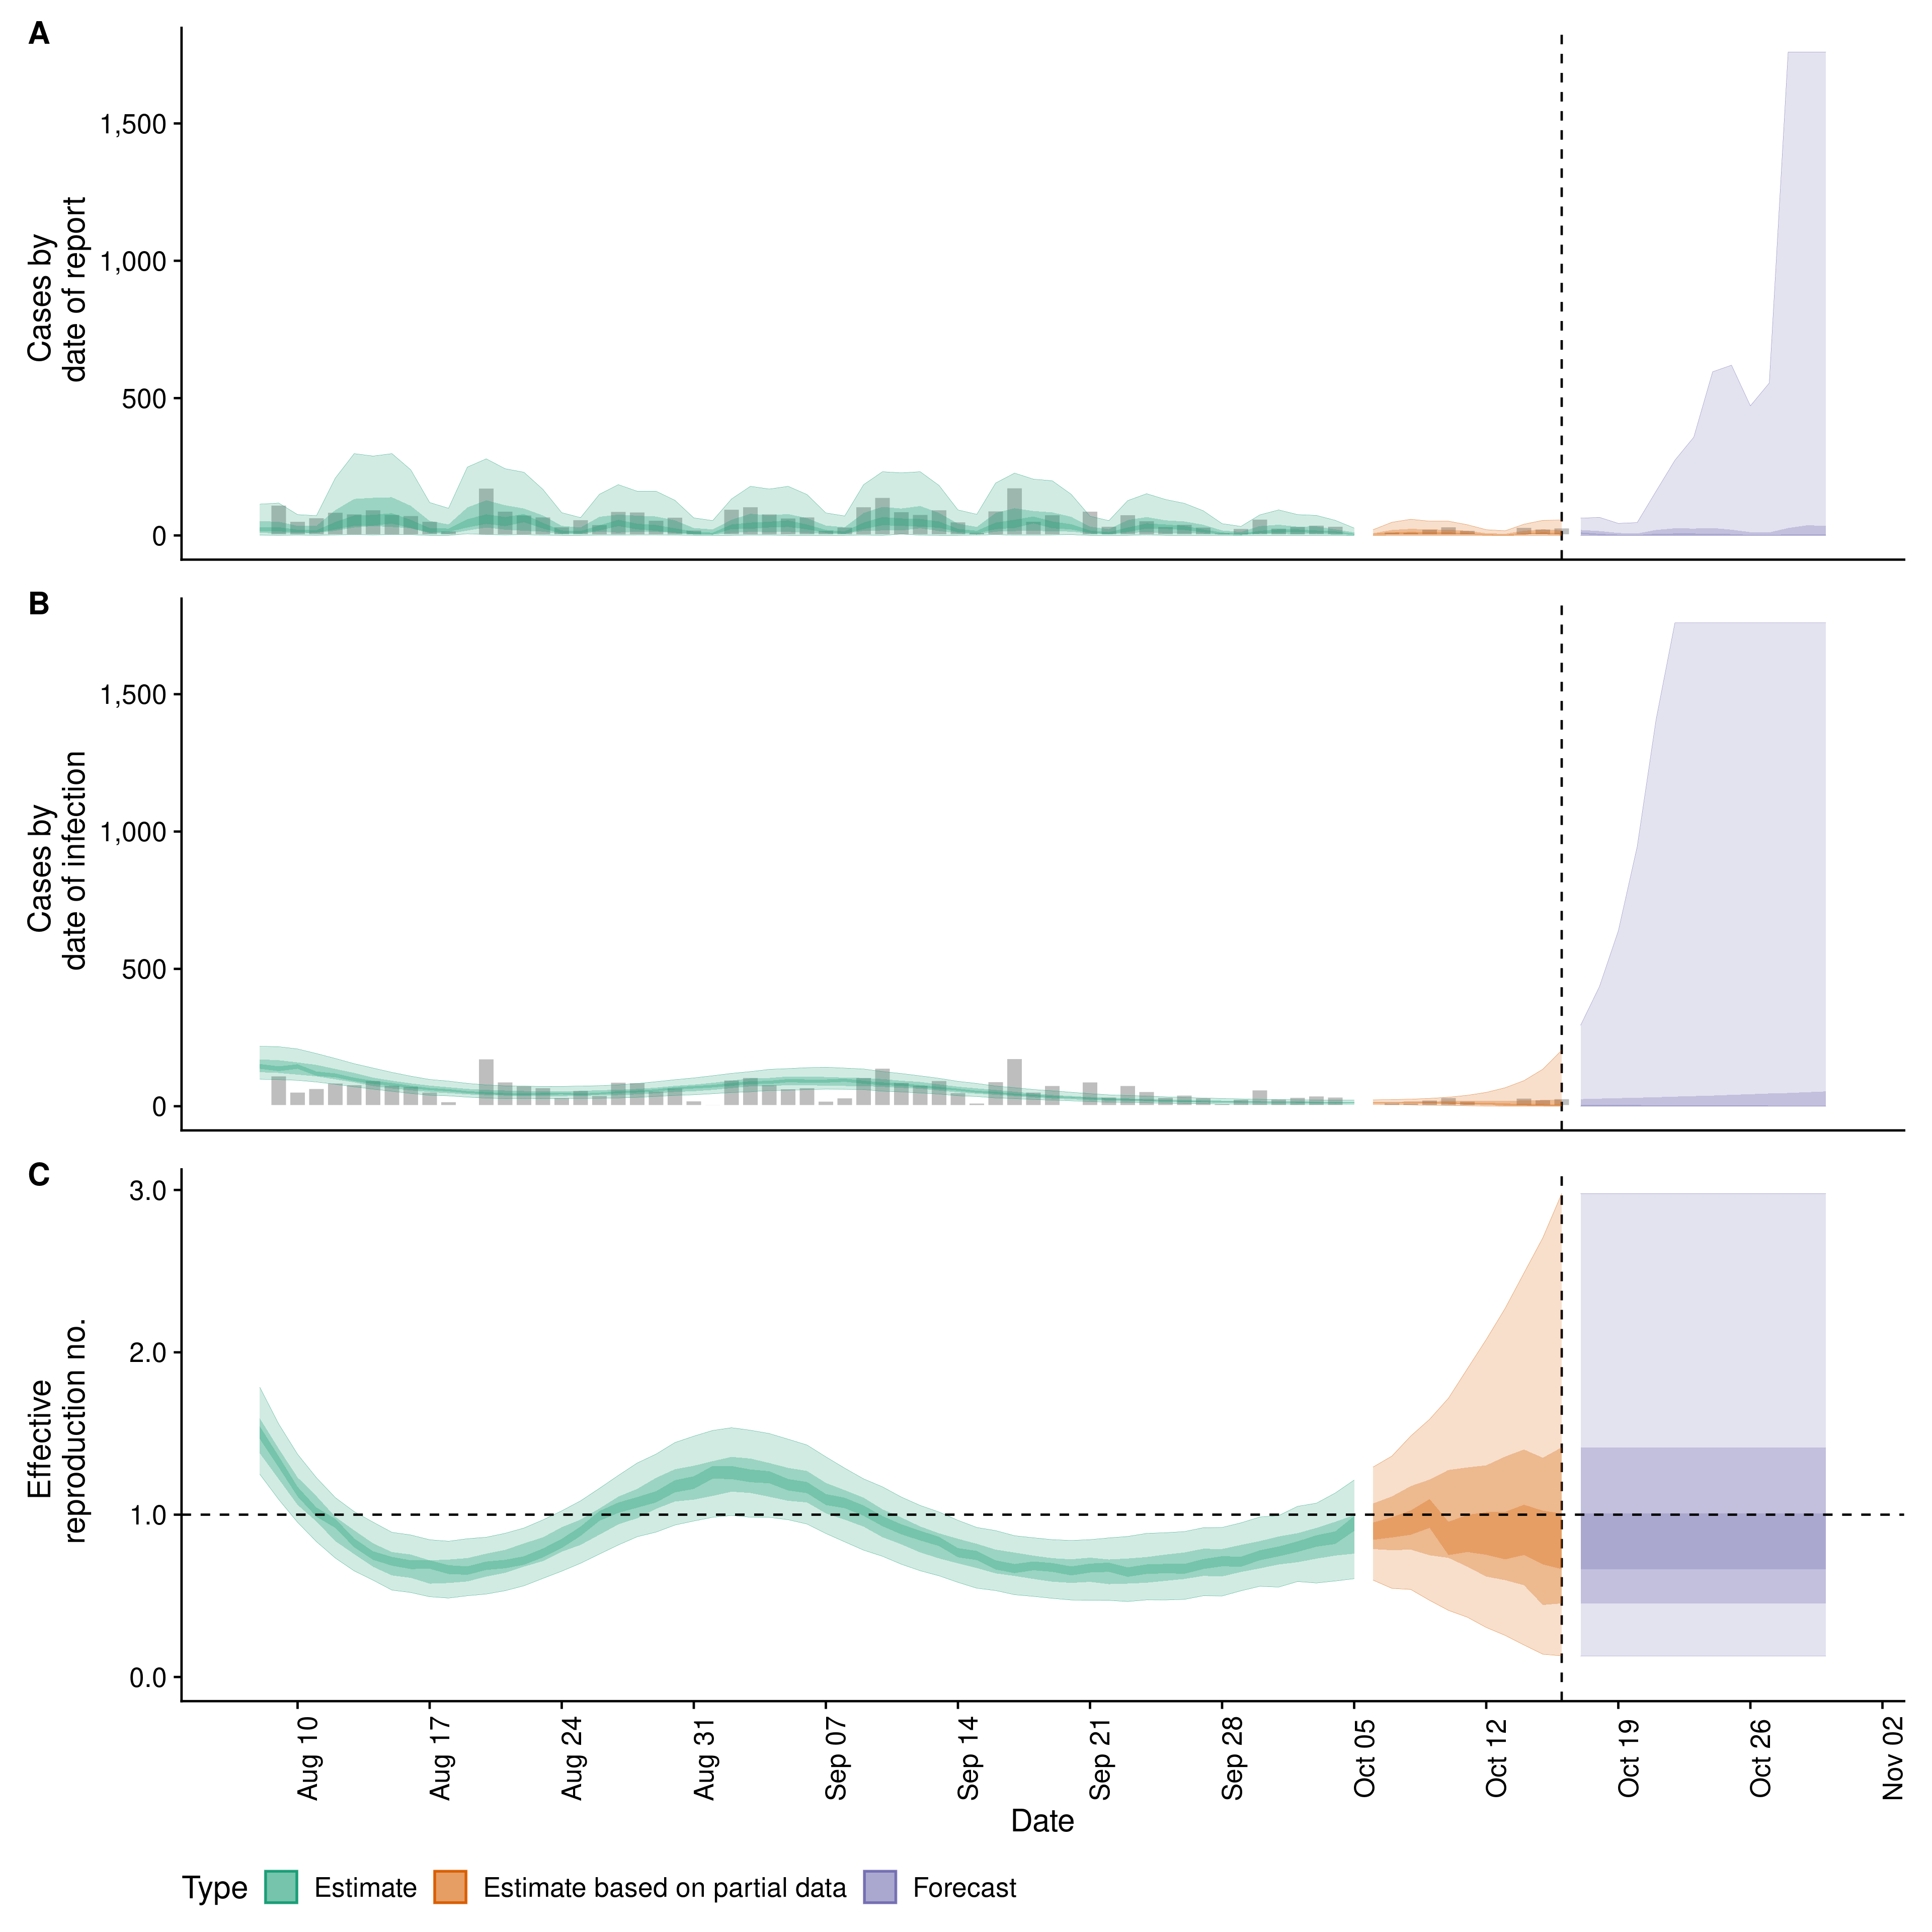 A
Cases by
date of report
1,500
1,000
500
0
B
Cases by
date of infection
1,500
1,000
500
0
C
Effective
reproduction no.
3.0
2.0
1.0
0.0
Aug 10
Aug 17
Aug 24
Aug 31
Sep 07
Sep 14
Sep 21
Sep 28
Oct 05
Oct 12
Oct 19
Oct 26
Nov 02
Date
Type Estimate Estimate based on partial data Forecast